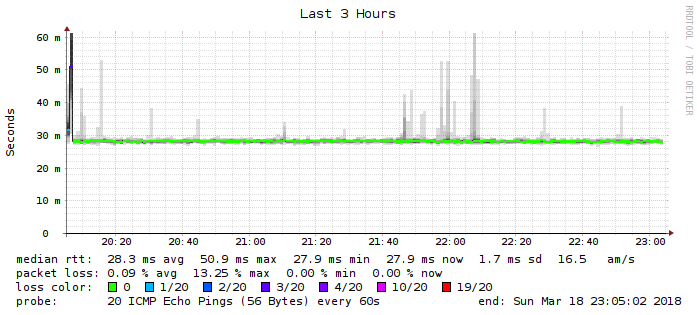 Last 3 Hours
RRDTOOL / TOBI OETIKER
Seconds
60 m
50 m
40 m
30 m
20 m
10 m
0
20:20 20:40 21:00 21:20 21:40 22:00 22:20 22:40 23:00
median rtt: 28.3 ms avg 50.9 ms max 27.9 ms min 27.9 ms now 1.7 ms sd 16.5 am/s
packet loss: 0.09 % avg 13.25 % max 0.00 % min 0.00 % now
loss color: 0 1/20 2/20 3/20 4/20 10/20 19/20
probe: 20 ICMP Echo Pings (56 Bytes) every 60s end: Sun Mar 18 23:05:02 2018